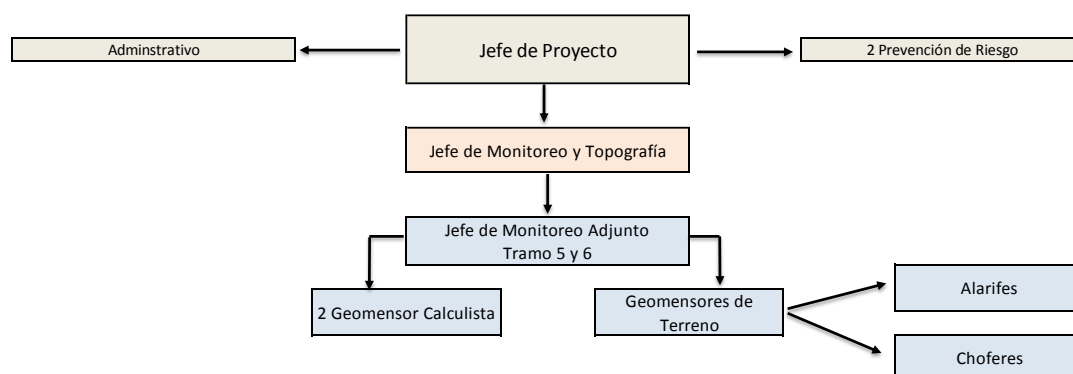 Adminstrativo
Jefe de Proyecto
2 Prevención de Riesgo
Jefe de Monitoreo y Topografía
Jefe de Monitoreo Adjunto
Tramo 5 y 6
2 Geomensor Calculista
Geomensores de
Terreno
Alarifes
Choferes